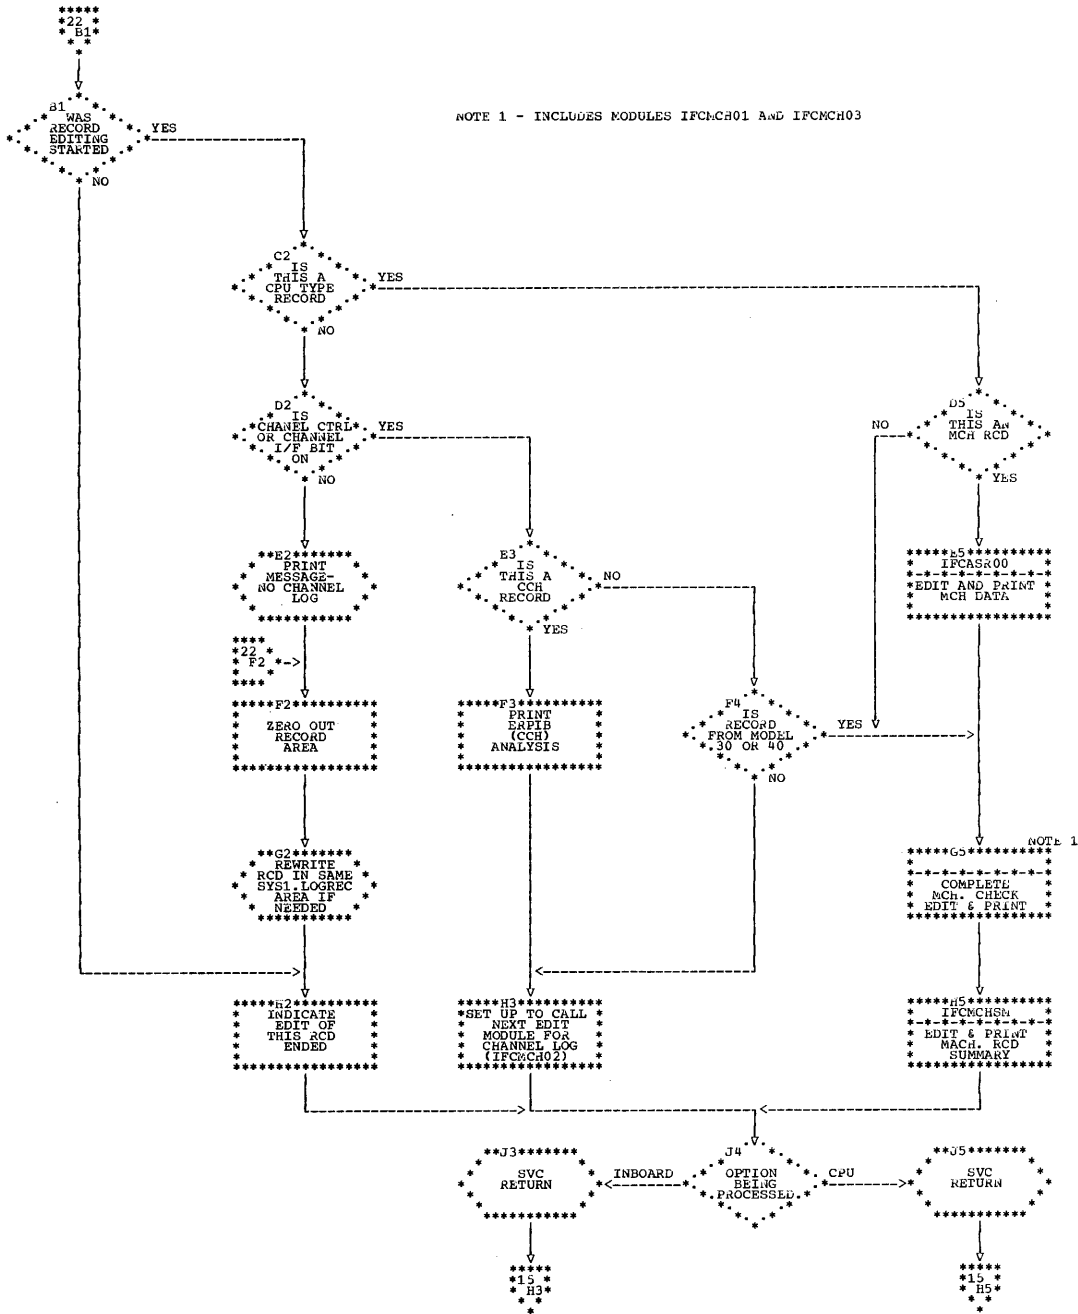 22
B1
B1
WAS
RECORD
EDITING
STARTED
YES
NO
NOTE 1 - INCLUDES MODULES IFCMCH01 AND IFCMCH03
C2
IS
THIS A
CPU TYPE
RECORD
YES
NO
D2
IS
CHANEL CTRL
OR CHANNEL
I/F BIT
ON
YES
NO
D5
IS
THIS AN
MCH RCD
NO
YES
E2
PRINT
MESSAGE-
NO CHANNEL
LOG
E3
IS
THIS A
CCH
RECORD
NO
YES
E5
IFCASR00
EDIT AND PRINT
MCH DATA
22
F2
F2
ZERO OUT
RECORD
AREA
F3
PRINT
ERPIB
(CCH)
ANALYSIS
F4
IS
RECORD
FROM MODEL
30 OR 40
YES
NO
G2
REWRITE
RCD IN SAME
SYS1.LOGREC
AREA IF
NEEDED
NOTE 1
G5
COMPLETE
MCH. CHECK
EDIT & PRINT
H2
INDICATE
EDIT OF
THIS RCD
ENDED
H3
SET UP TO CALL
NEXT EDIT
MODULE FOR
CHANNEL LOG
(IFCMCH02)
H5
IFCMCHSM
EDIT & PRINT
MACH. RCD
SUMMARY
J3
SVC
RETURN
INBOARD
J4
OPTION
BEING
PROCESSED
CPU
J5
SVC
RETURN
15
H3
15
H5